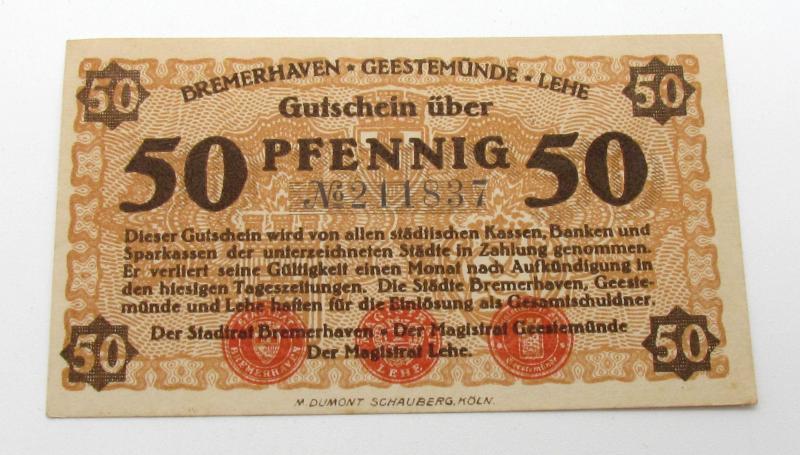 BREMERHAVEN * GEESTEMÜNDE * LEHE
50 50
Gutschein über
50 PFENNIG 50
№ 211837
Dieser Gutschein wird von allen städtischen Kassen, Banken und
Sparkassen der unterzeichneten Städte in Zahlung genommen.
Er verliert seine Gültigkeit einen Monat nach Aufkündigung in
den hiesigen Tageszeitungen. Die Städte Bremerhaven, Geeste-
münde und Lehe haften für die Einlösung als Gesamtschuldner.
Der Stadtrat Bremerhaven • Der Magistrat Geestemünde
Der Magistrat Lehe.
50 50
BREMERHAVEN
LEHE
Geestemünde
M. DUMONT SCHAUBERG, KÖLN.